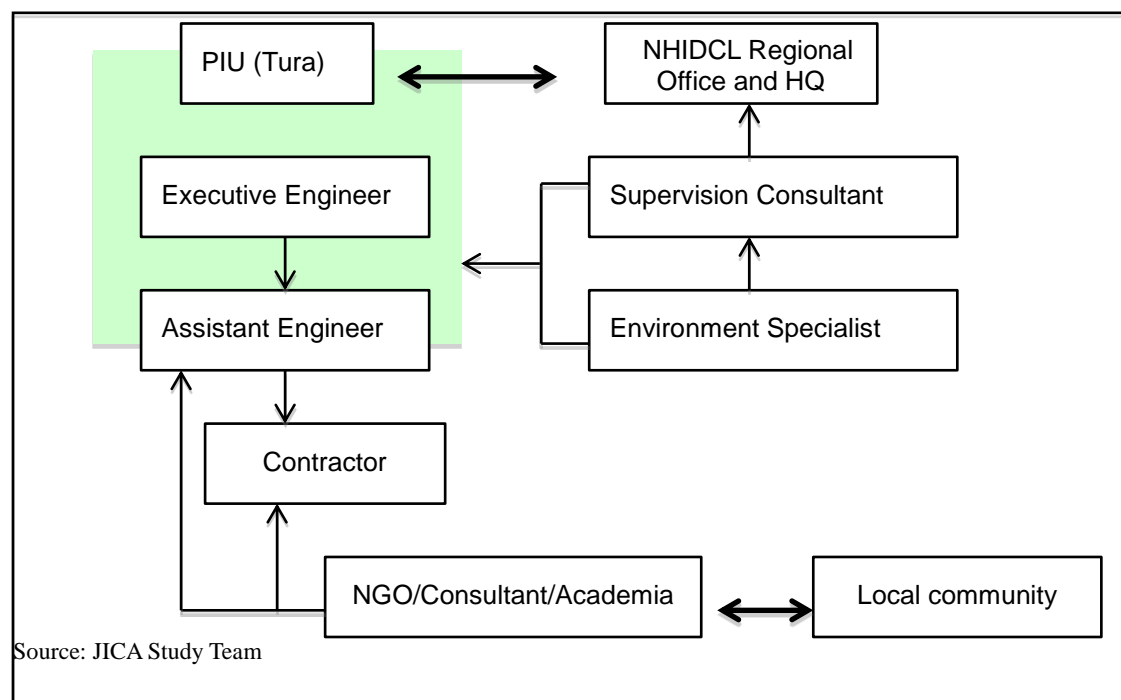 PIU (Tura)
NHIDCL Regional
Office and HQ
Executive Engineer
Supervision Consultant
Assistant Engineer
Environment Specialist
Contractor
NGO/Consultant/Academia
Local community
Source: JICA Study Team